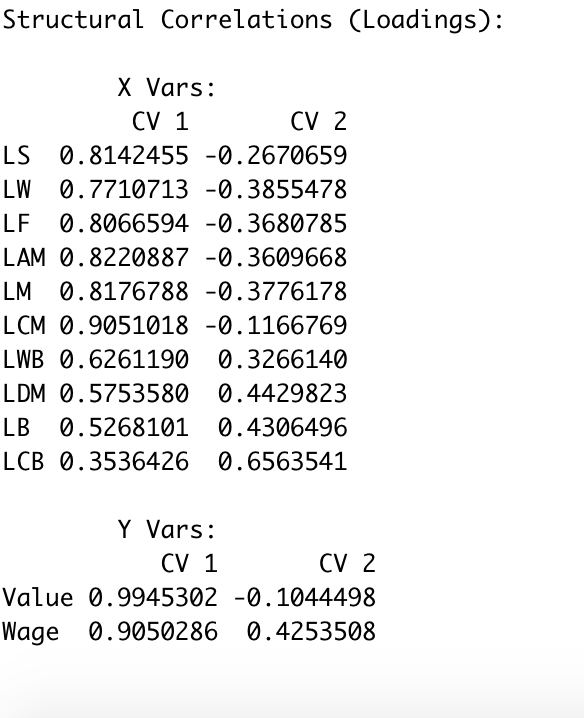 Structural Correlations (Loadings):
X Vars:
CV 1 CV 2
LS 0.8142455 -0.2670659
LW 0.7710713 -0.3855478
LF 0.8066594 -0.3680785
LAM 0.8220887 -0.3609668
LM 0.8176788 -0.3776178
LCM 0.9051018 -0.1166769
LWB 0.6261190 0.3266140
LDM 0.5753580 0.4429823
LB 0.5268101 0.4306496
LCB 0.3536426 0.6563541
Y Vars:
CV 1 CV 2
Value 0.9945302 -0.1044498
Wage 0.9050286 0.4253508